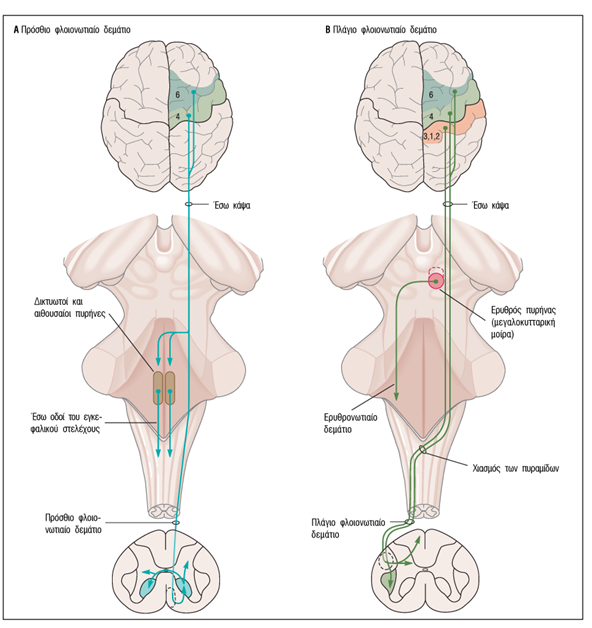 Α Πρόσθιο φλοιονωτιαίο δεμάτιο
6
4
Έσω κάψα
Δικτυωτοί και
αιθουσαίοι πυρήνες
Έσω οδοί του εγκε-
φαλικού στελέχους
Πρόσθιο φλοιο-
νωτιαίο δεμάτιο
Β Πλάγιο φλοιονωτιαίο δεμάτιο
6
4
3,1,2
Έσω κάψα
Ερυθρός πυρήνας
(μεγαλοκυτταρική
μοίρα)
Ερυθρονωτιαίο
δεμάτιο
Χιασμός των πυραμίδων
Πλάγιο φλοιονωτιαίο
δεμάτιο